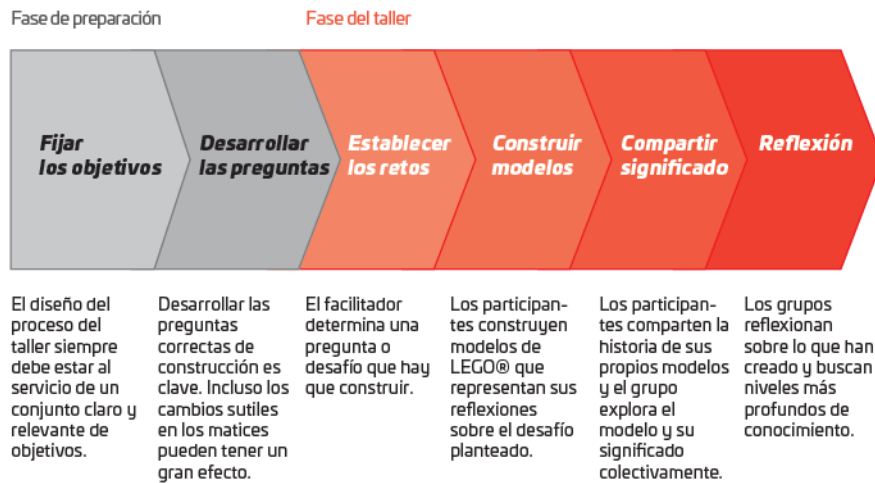 Fase de preparación
Fase del taller
Fijar
los objetivos
Desarrollar
las preguntas
Establecer
los retos
Construir
modelos
Compartir
significado
Reflexión
El diseño del
proceso del
taller siempre
debe estar al
servicio de un
conjunto claro y
relevante de
objetivos.
Desarrollar las
preguntas
correctas de
construcción es
clave. Incluso los
cambios sutiles
en los matices
pueden tener un
gran efecto.
El facilitador
determina una
pregunta o
desafío que hay
que construir.
Los participan-
tes construyen
modelos de
LEGO® que
representan sus
reflexiones
sobre el desafío
planteado.
Los participan-
tes comparten la
historia de sus
propios modelos
y el grupo
explora el
modelo y su
significado
colectivamente.
Los grupos
reflexionan
sobre lo que han
creado y buscan
niveles más
profundos de
conocimiento.